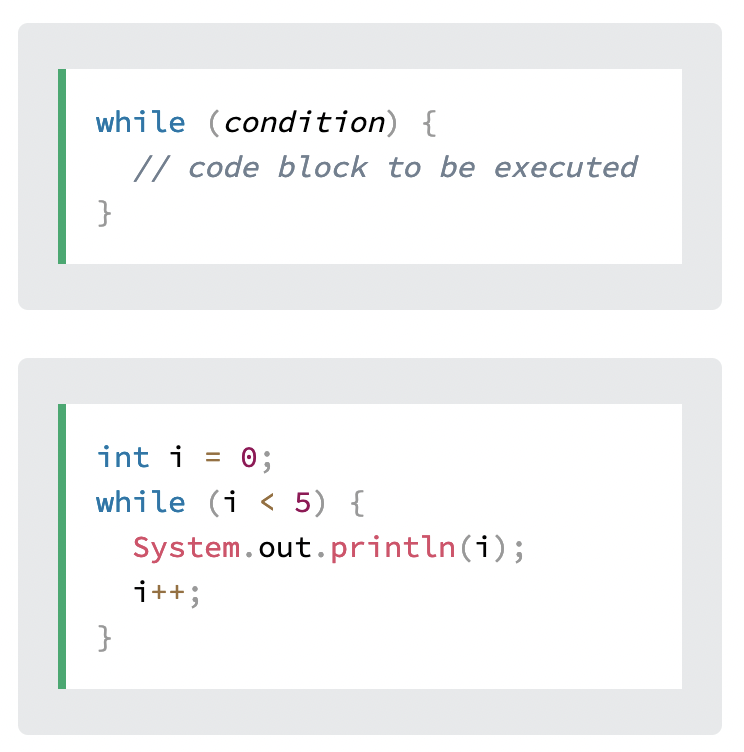 while (condition) {
  // code block to be executed
}
int i = 0;
while (i < 5) {
  System.out.println(i);
  i++;
}